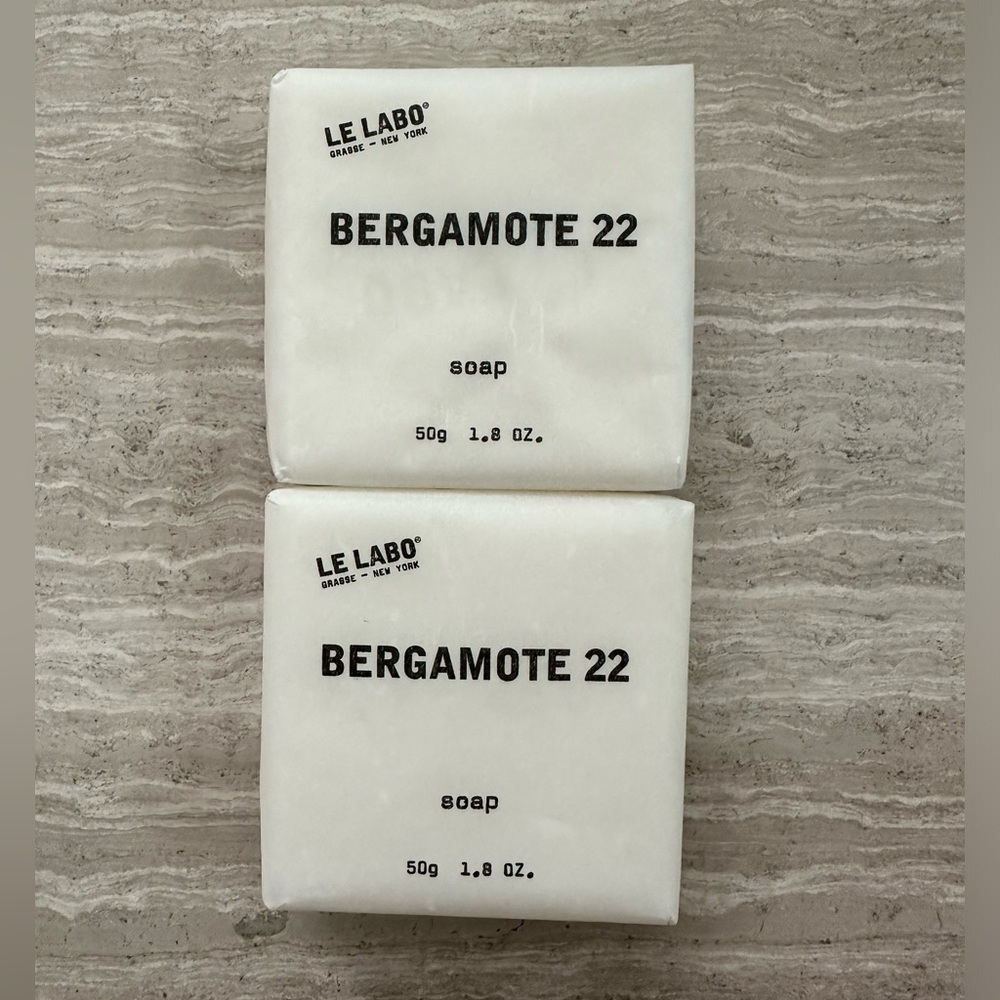 LE LABO®
GRASSE — NEW YORK
BERGAMOTE 22
soap
50g 1.8 OZ.
LE LABO®
GRASSE — NEW YORK
BERGAMOTE 22
soap
50g 1.8 OZ.